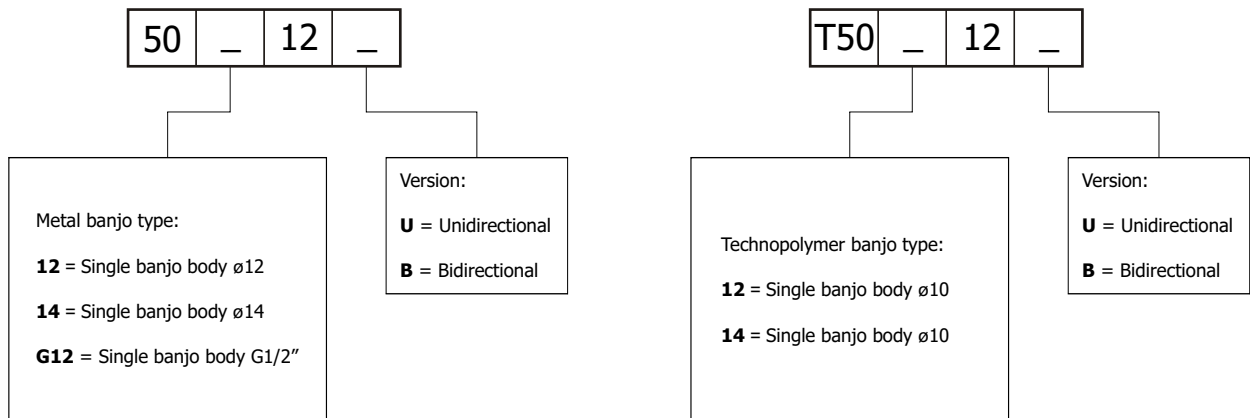 50 _ 12 _
Metal banjo type:
12 = Single banjo body ø12
14 = Single banjo body ø14
G12 = Single banjo body G1/2”
Version:
U = Unidirectional
B = Bidirectional
T50 _ 12 _
Technopolymer banjo type:
12 = Single banjo body ø10
14 = Single banjo body ø10
Version:
U = Unidirectional
B = Bidirectional